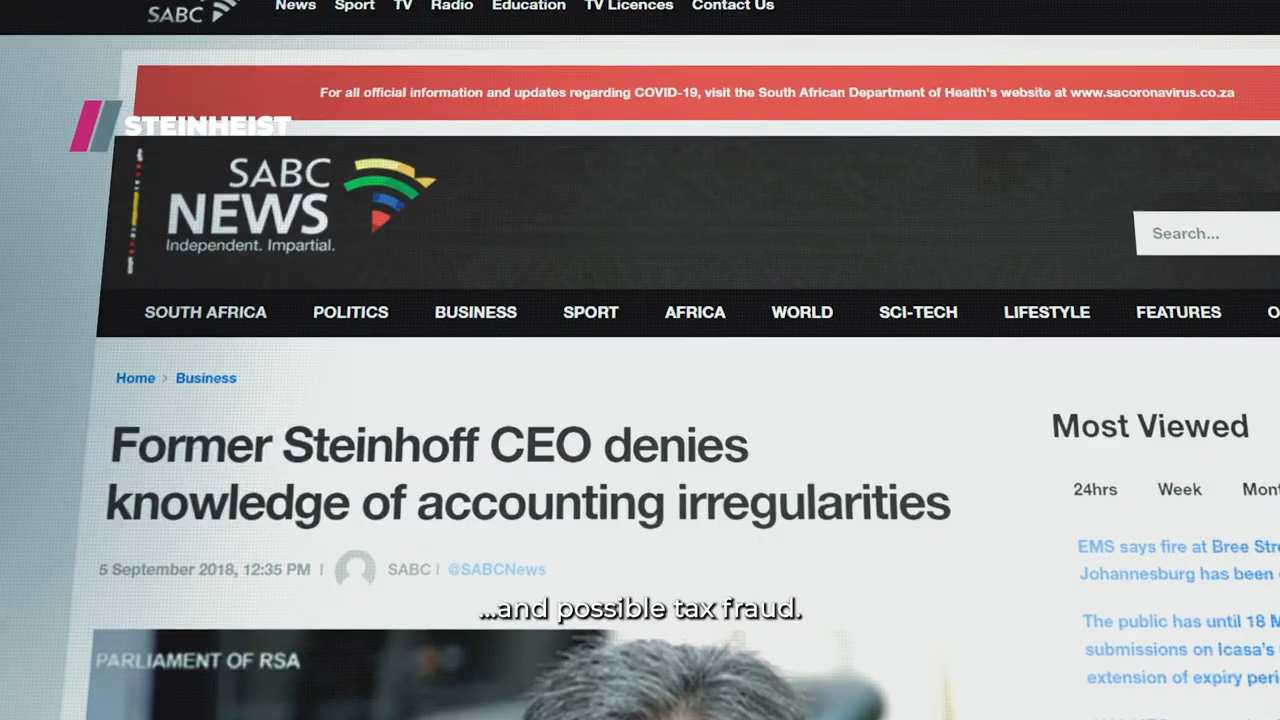 SABC
News Sport TV Radio Education TV Licences Contact Us
For all official information and updates regarding COVID-19, visit the South African Department of Health's website at www.sacoronavirus.co.za
STEINHEIST
SABC
NEWS
Independent. Impartial.
Search...
SOUTH AFRICA POLITICS BUSINESS SPORT AFRICA WORLD SCI-TECH LIFESTYLE FEATURES
Home > Business
Former Steinhoff CEO denies
knowledge of accounting irregularities
5 September 2018, 12:35 PM | SABC | @SABCNews
Most Viewed
24hrs Week
EMS says fire at Bree
Johannesburg has been
The public has until 18
submissions on Icasa's
extension of expiry
...and possible tax fraud.
PARLIAMENT OF RSA